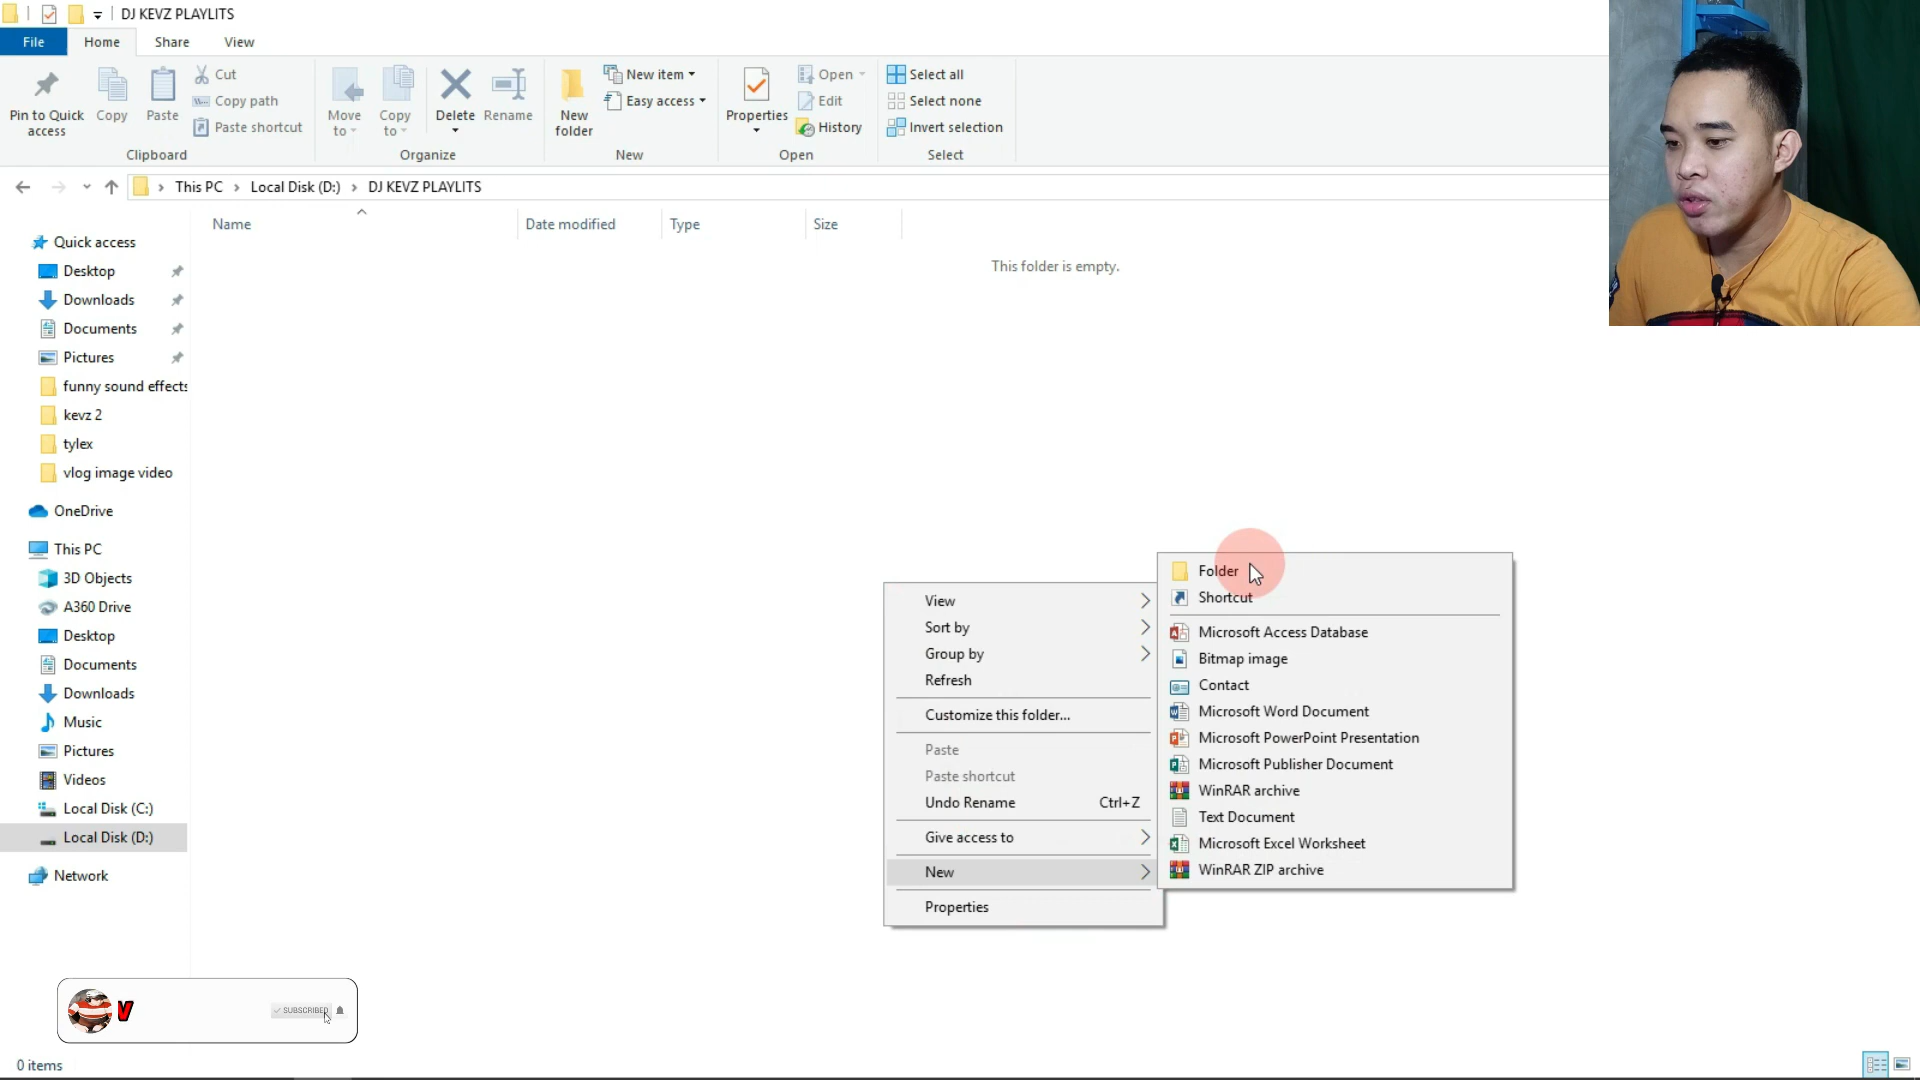 DJ KEVZ PLAYLITS
File
Home
Share
View
Pin to Quick access
Copy
Paste
Cut
Copy path
Paste shortcut
Clipboard
Move to
Copy to
Delete
Rename
Organize
New folder
New item
Easy access
New
Properties
Open
Edit
History
Open
Select all
Select none
Invert selection
Select
This PC
Local Disk (D:)
DJ KEVZ PLAYLITS
Name
Date modified
Type
Size
This folder is empty.
Quick access
Desktop
Downloads
Documents
Pictures
funny sound effects
kevz 2
tylex
vlog image video
OneDrive
This PC
3D Objects
A360 Drive
Desktop
Documents
Downloads
Music
Pictures
Videos
Local Disk (C:)
Local Disk (D:)
Network
View
Sort by
Group by
Refresh
Customize this folder...
Paste
Paste shortcut
Undo Rename Ctrl+Z
Give access to
New
Properties
Folder
Shortcut
Microsoft Access Database
Bitmap image
Contact
Microsoft Word Document
Microsoft PowerPoint Presentation
Microsoft Publisher Document
WinRAR archive
Text Document
Microsoft Excel Worksheet
WinRAR ZIP archive
V
SUBSCRIBED
0 items